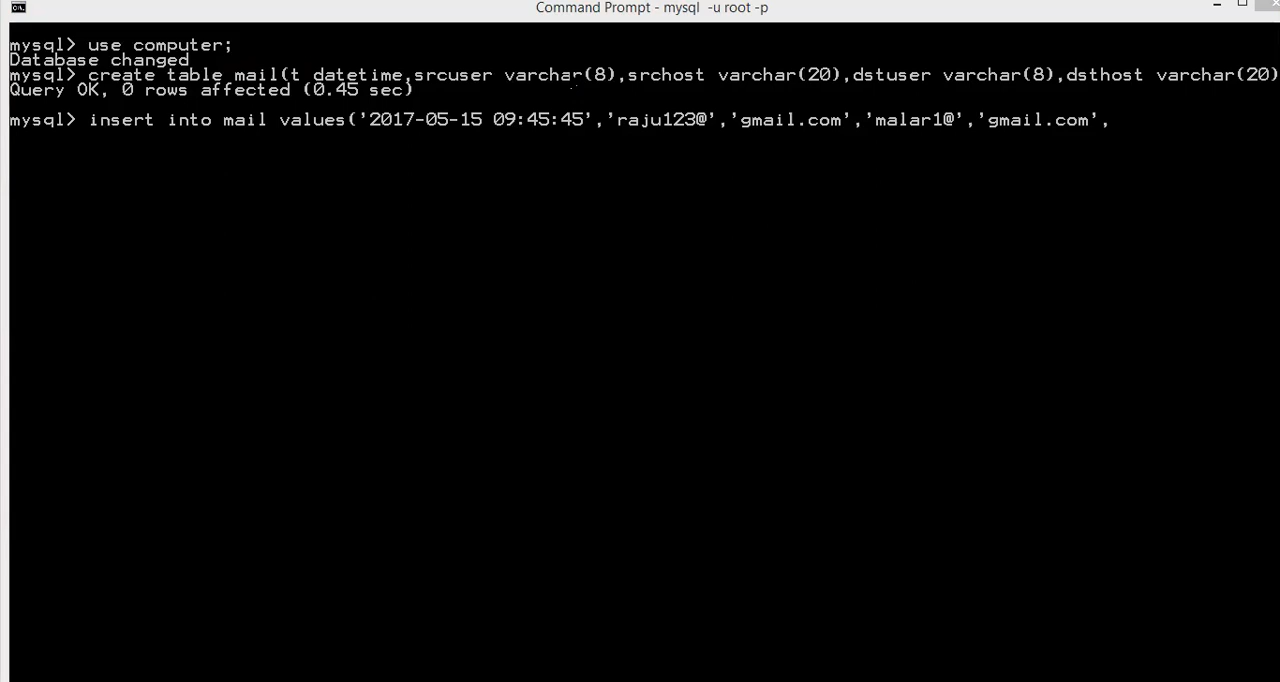 Command Prompt - mysql -u root -p
mysql> use computer;
Database changed
mysql> create table mail(t datetime,srcuser varchar(8),srchost varchar(20),dstuser varchar(8),dsthost varchar(20)
Query OK, 0 rows affected (0.45 sec)
mysql> insert into mail values('2017-05-15 09:45:45','raju123@','gmail.com','malar1@','gmail.com',